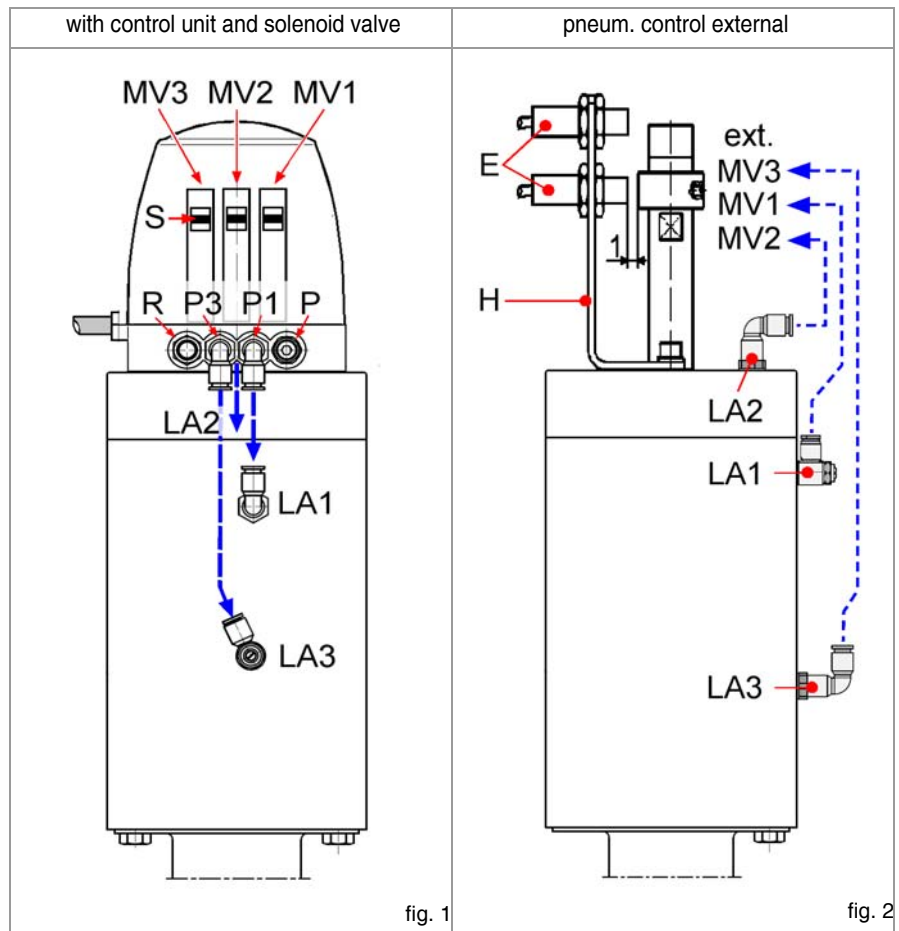 with control unit and solenoid valve
pneum. control external
MV3 MV2 MV1
S
R P3 P1 P
LA2
LA1
LA3
fig. 1
E
ext.
MV3
MV1
MV2
1
H
LA2
LA1
LA3
fig. 2